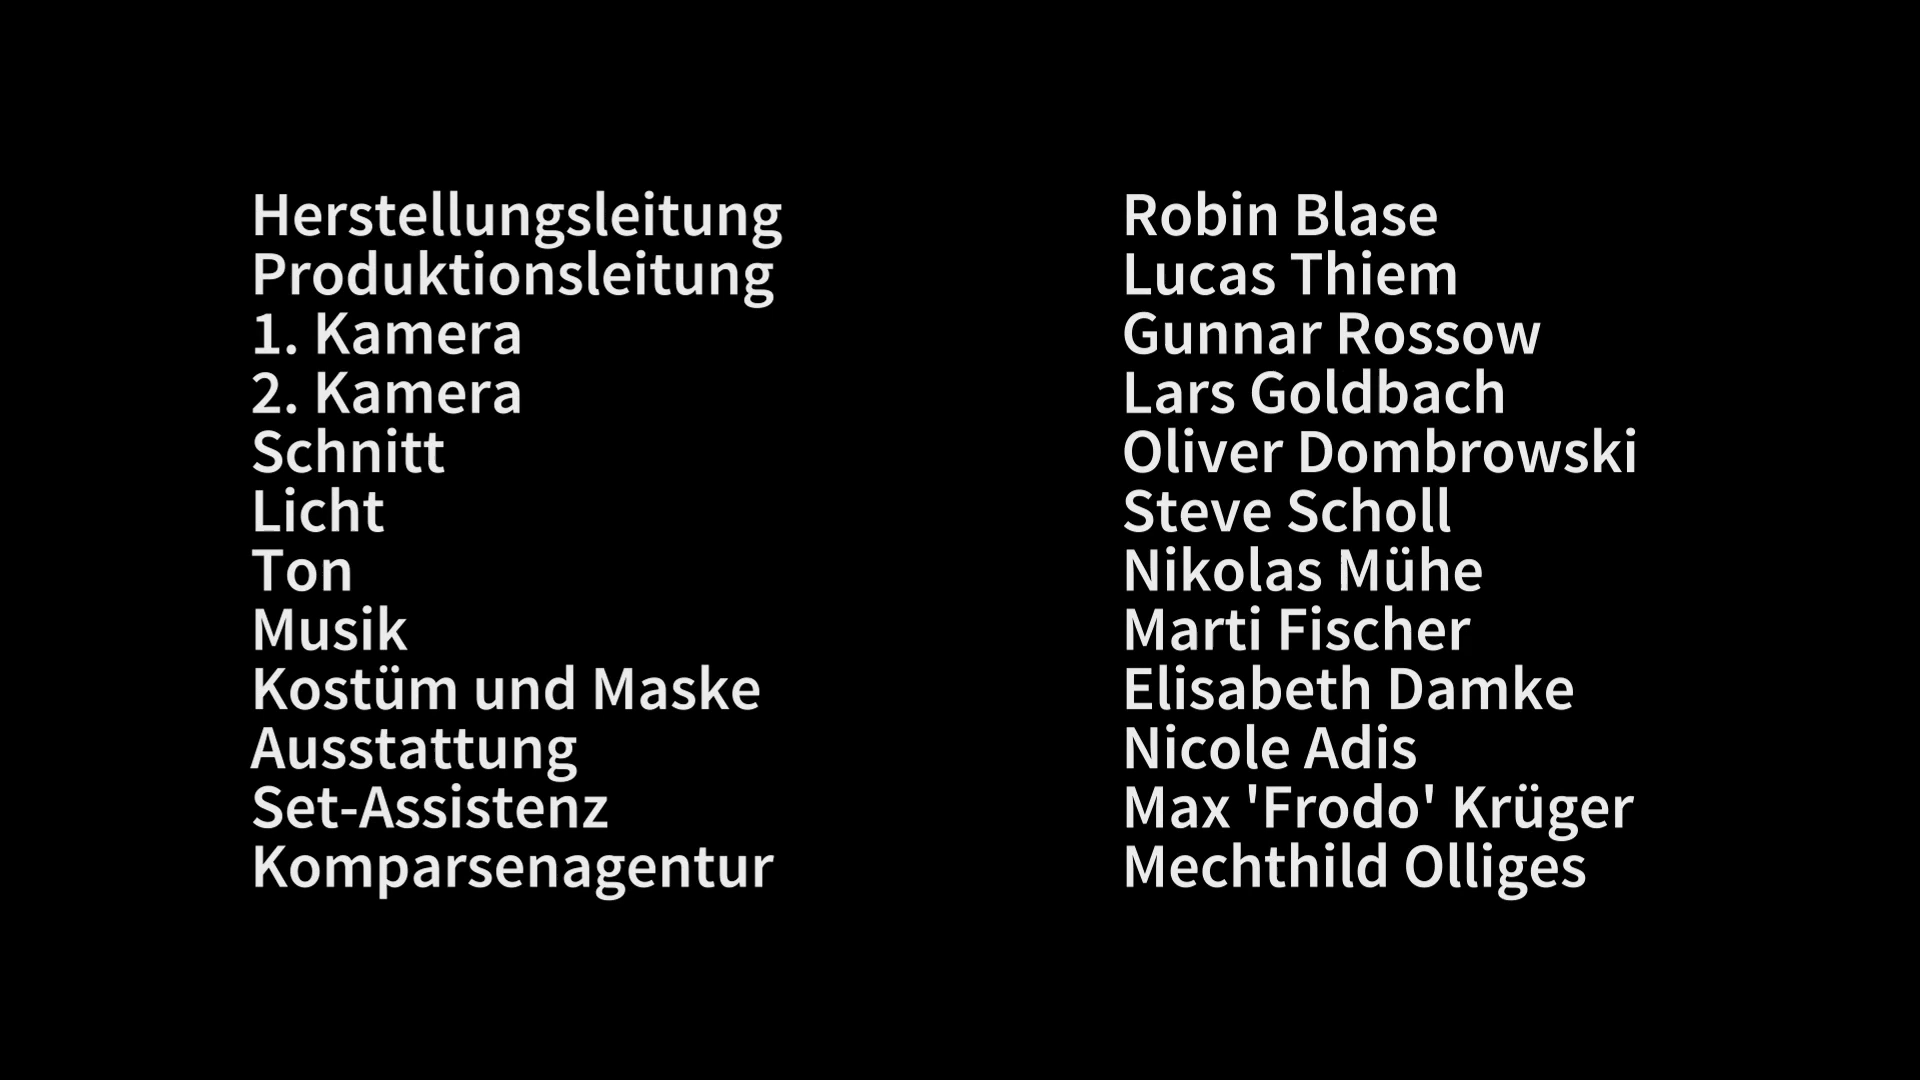 Herstellungsleitung Robin Blase
Produktionsleitung Lucas Thiem
1. Kamera Gunnar Rossow
2. Kamera Lars Goldbach
Schnitt Oliver Dombrowski
Licht Steve Scholl
Ton Nikolas Mühe
Musik Marti Fischer
Kostüm und Maske Elisabeth Damke
Ausstattung Nicole Adis
Set-Assistenz Max 'Frodo' Krüger
Komparsenagentur Mechthild Olliges